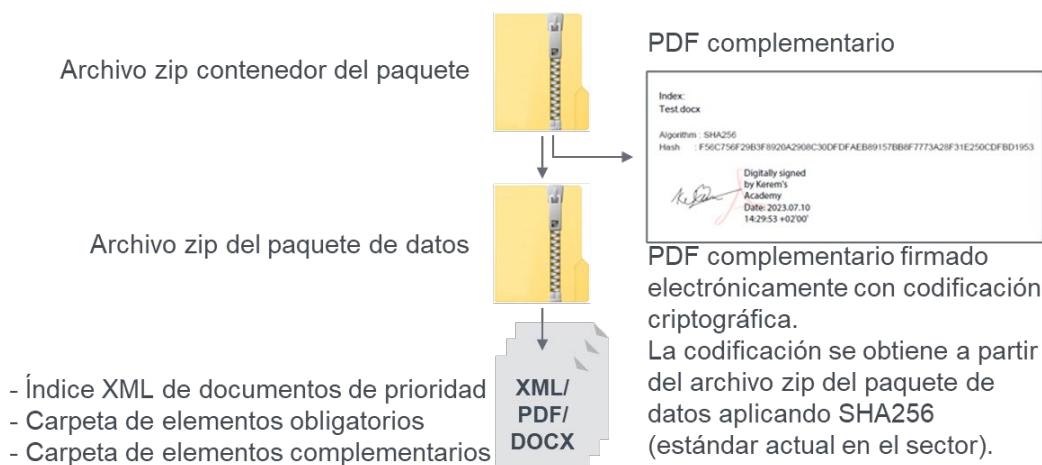 Archivo zip contenedor del paquete
PDF complementario
Index:
Test.docx
Algorithm : SHA256
Hash : F56C756F29B3F8920A2908C30DFDFAEB89157BB8F7773A28F31E250CDFBD1953
Digitally signed
by Kerem's
Academy
Date: 2023.07.10
14:29:53 +02'00'
Archivo zip del paquete de datos
PDF complementario firmado
electrónicamente con codificación
criptográfica.
La codificación se obtiene a partir
del archivo zip del paquete de
datos aplicando SHA256
(estándar actual en el sector).
- Índice XML de documentos de prioridad
- Carpeta de elementos obligatorios
- Carpeta de elementos complementarios
XML/
PDF/
DOCX